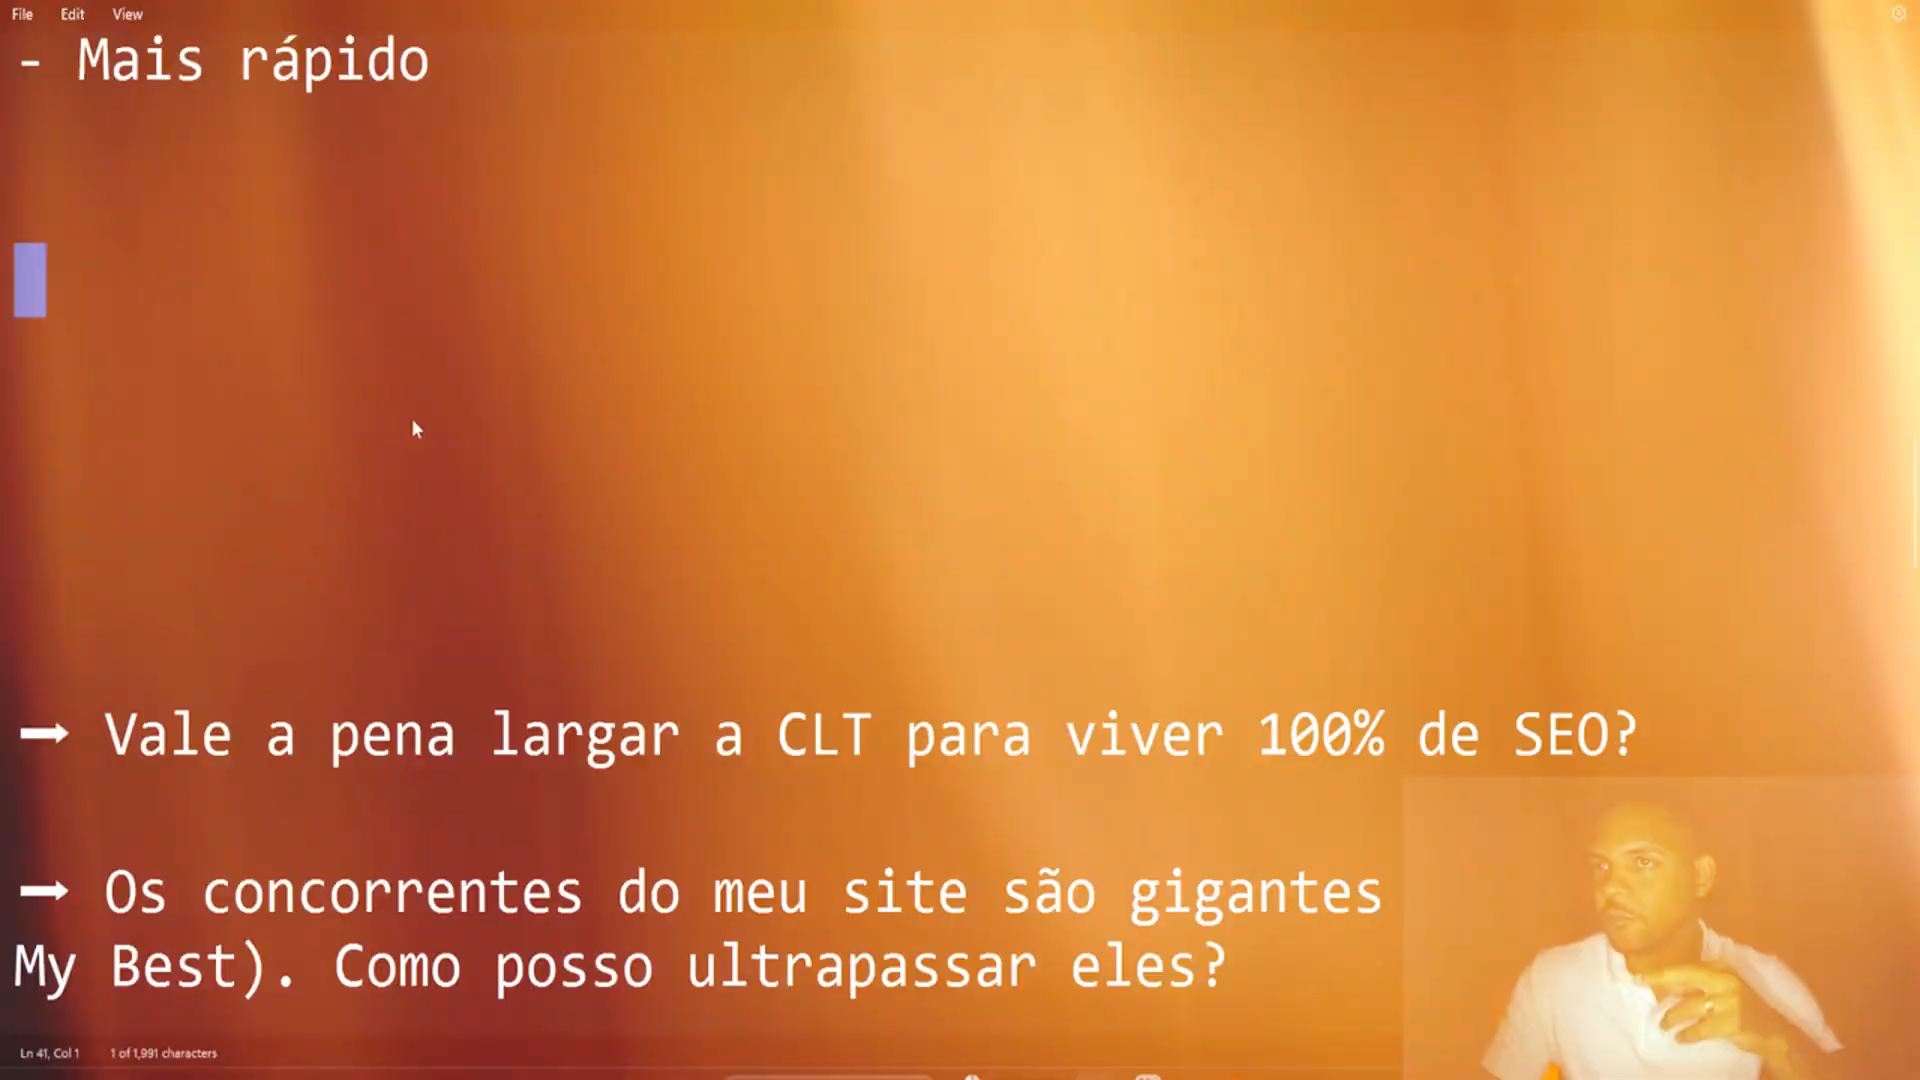 File Edit View
- Mais rápido
➞ Vale a pena largar a CLT para viver 100% de SEO?
➞ Os concorrentes do meu site são gigantes
My Best). Como posso ultrapassar eles?
Ln 41, Col 1 1 of 1,991 characters